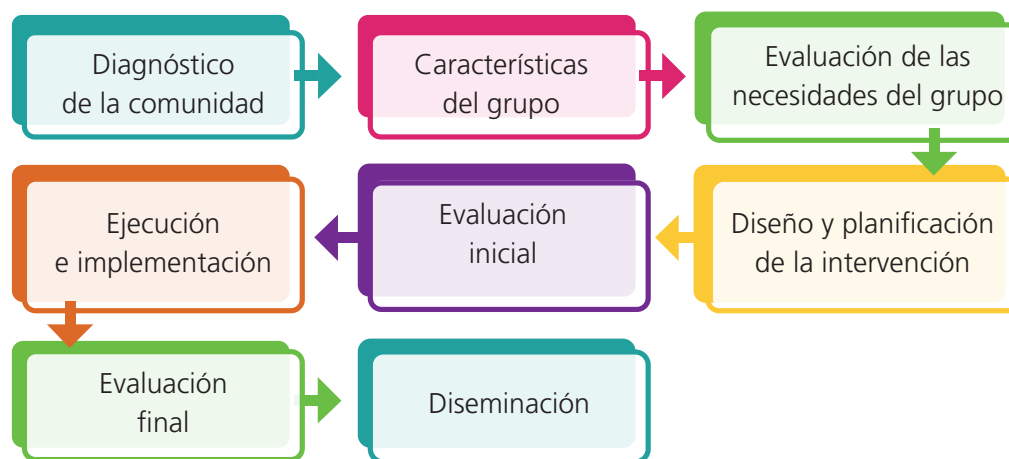 Diagnóstico
de la comunidad
Características
del grupo
Evaluación de las
necesidades del grupo
Diseño y planificación
de la intervención
Evaluación
inicial
Ejecución
e implementación
Evaluación
final
Diseminación